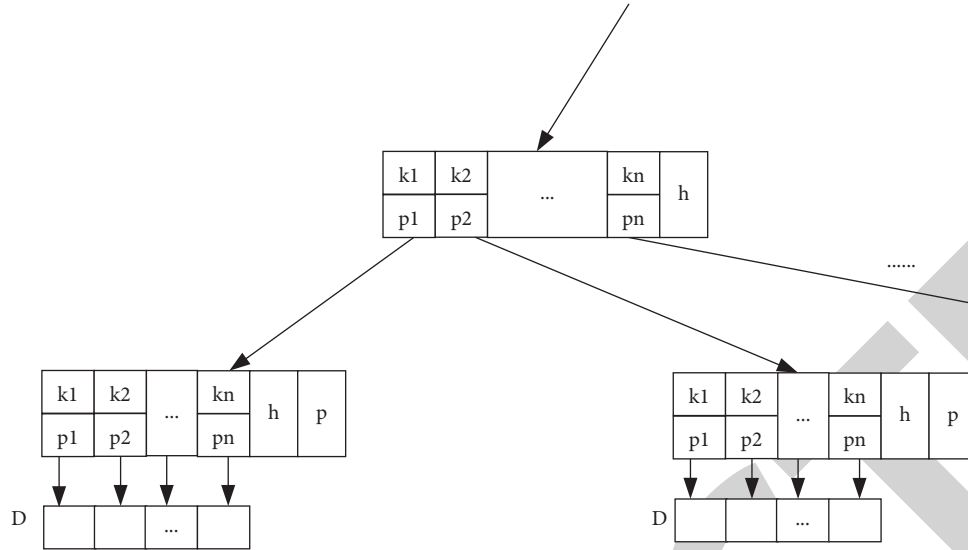 k1 k2 ... kn h
p1 p2 pn
......
k1 k2 ... kn h p
p1 p2 pn
D ...
k1 k2 ... kn h p
p1 p2 pn
D ...